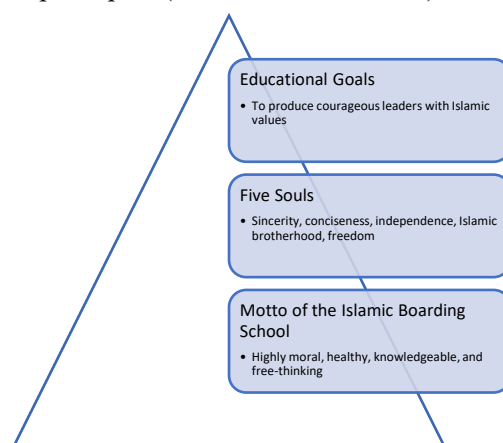 Educational Goals
• To produce courageous leaders with Islamic
values
Five Souls
• Sincerity, conciseness, independence, Islamic
brotherhood, freedom
Motto of the Islamic Boarding
School
• Highly moral, healthy, knowledgeable, and
free-thinking